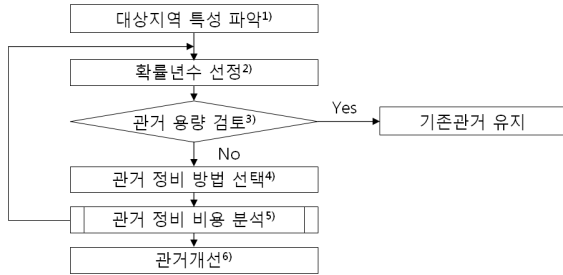 대상지역 특성 파악1)
확률년수 선정2)
관거 용량 검토3)
Yes
기존관거 유지
No
관거 정비 방법 선택4)
관거 정비 비용 분석5)
관거개선6)